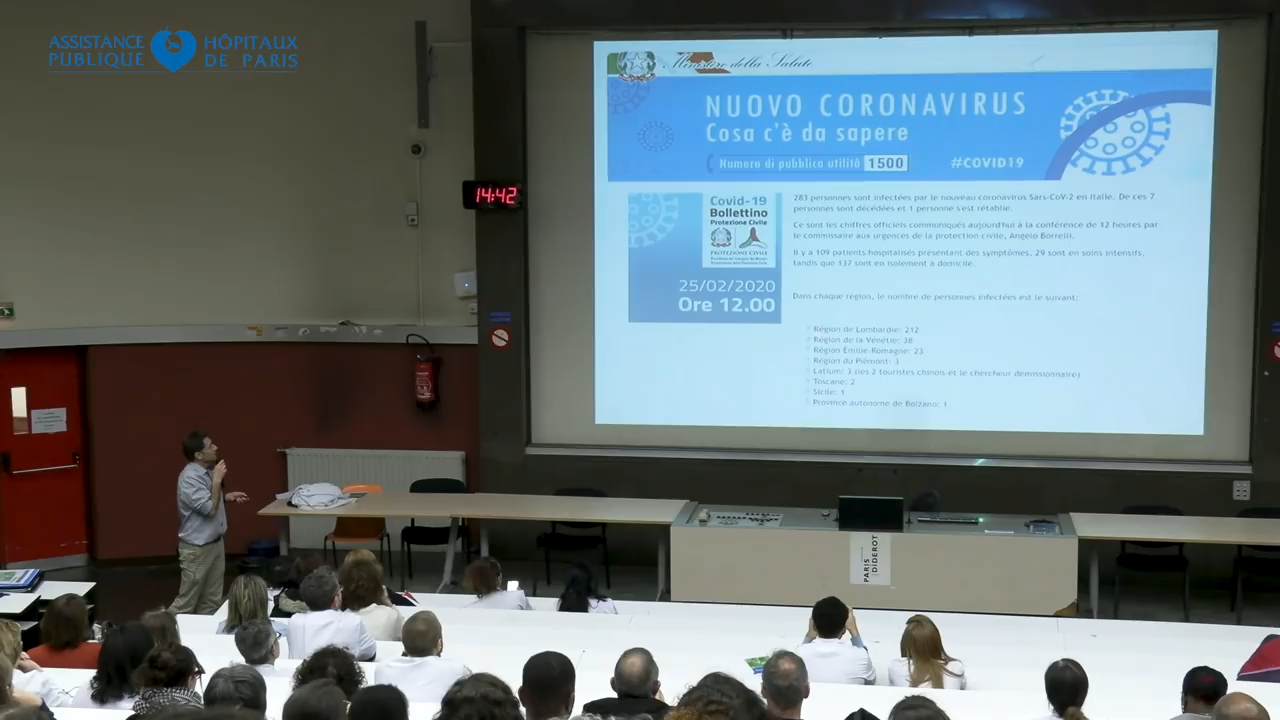 ASSISTANCE HÔPITAUX
PUBLIQUE DE PARIS
Ministero della Salute
NUOVO CORONAVIRUS
Cosa c'è da sapere
Numero di pubblica utilità 1500
#COVID19
14:42
Covid-19
Bollettino
Protezione Civile
PROTEZIONE CIVILE
25/02/2020
Ore 12.00
283 personnes sont infectées par le nouveau coronavirus Sars-CoV-2 en Italie. De ces 7
personnes sont décédées et 1 personne s'est rétablie.
Ce sont les chiffres officiels communiqués aujourd'hui à la conférence de 12 heures par
le commissaire aux urgences de la protection civile, Angelo Borrelli.
Il y a 109 patients hospitalisés présentant des symptômes, 29 sont en soins intensifs,
tandis que 137 sont en isolement à domicile.
Dans chaque région, le nombre de personnes infectées est le suivant:
Région de Lombardie: 212
Région de la Vénétie: 38
Région Émilie-Romagne: 23
Région du Piémont: 3
Latium: 3 (les 2 touristes chinois et le chercheur démissionnaire)
Toscane: 2
Sicile: 1
Province autonome de Bolzano: 1
PARIS
DIDEROT